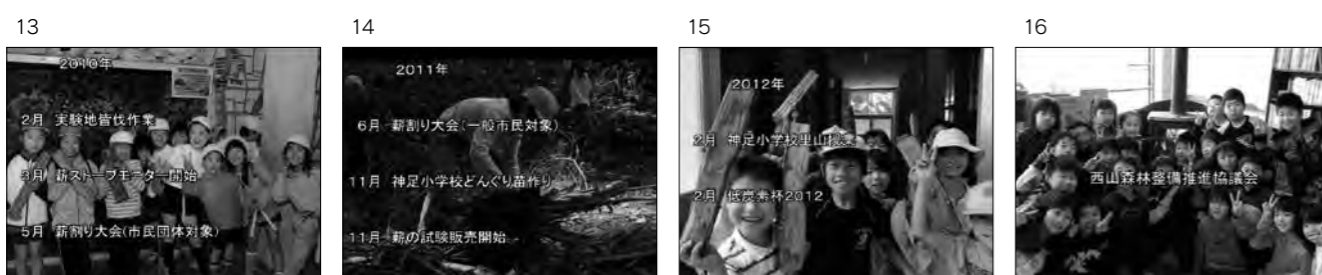 13
14
15
16
2010年
2月 実験地皆伐作業
3月 薪ストーブモニター開始
5月 薪割り大会(市民団体対象)
2011年
6月 薪割り大会(一般市民対象)
11月 神足小学校どんぐり苗作り
11月 薪の試験販売開始
2012年
2月 神足小学校里山授業
2月 低炭素杯2012
西山森林整備推進協議会